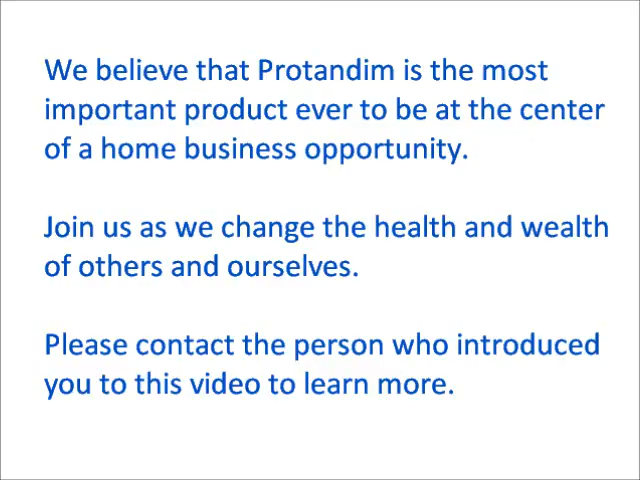 We believe that Protandim is the most
important product ever to be at the center
of a home business opportunity.
Join us as we change the health and wealth
of others and ourselves.
Please contact the person who introduced
you to this video to learn more.